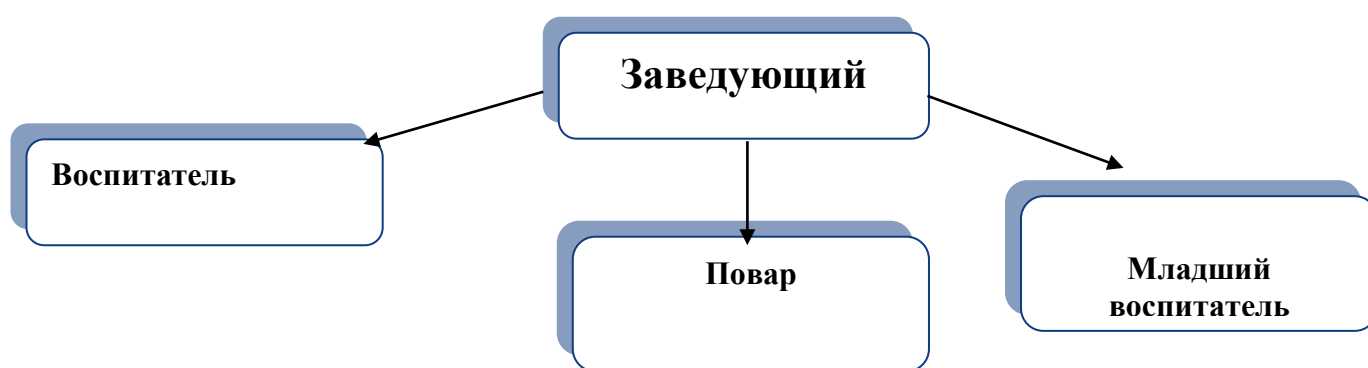 Заведующий
Воспитатель
Повар
Младший
воспитатель